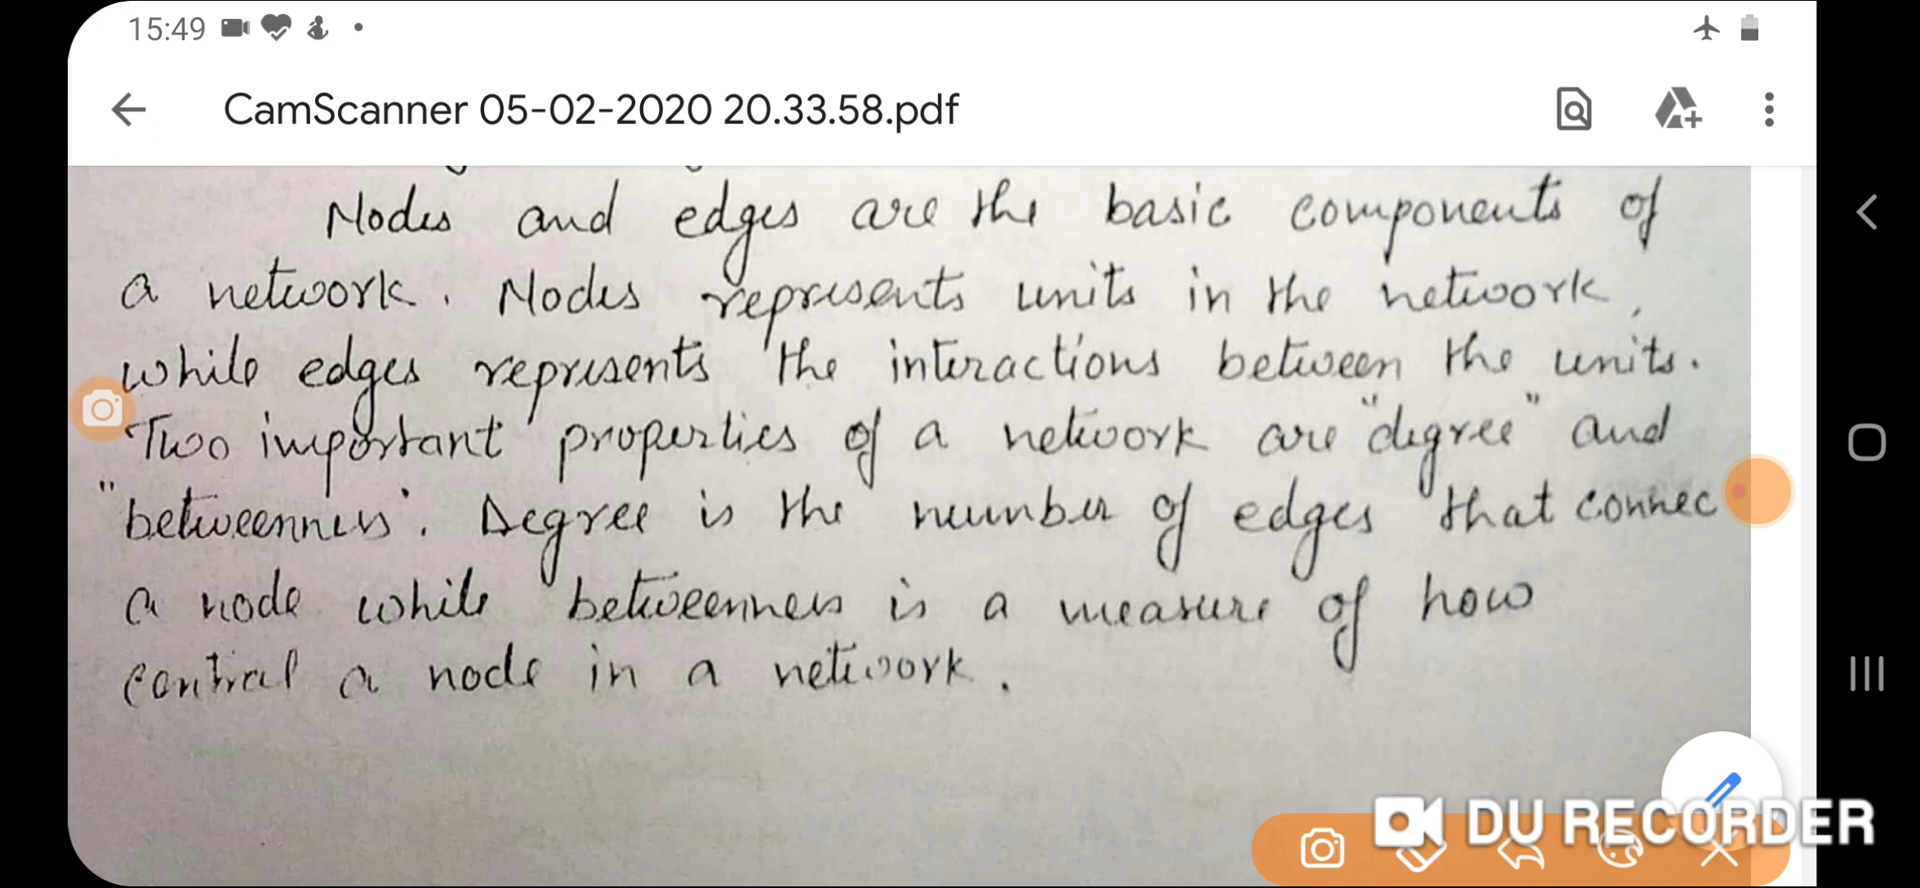 15:49
CamScanner 05-02-2020 20.33.58.pdf
Nodes and edges are the basic components of
a network. Nodes represents units in the network,
while edges represents the interactions between the units.
Two important properties of a network are "degree" and
"betweenness". Degree is the number of edges that connec
a node while betweenness is a measure of how
central a node in a network.
DU RECORDER